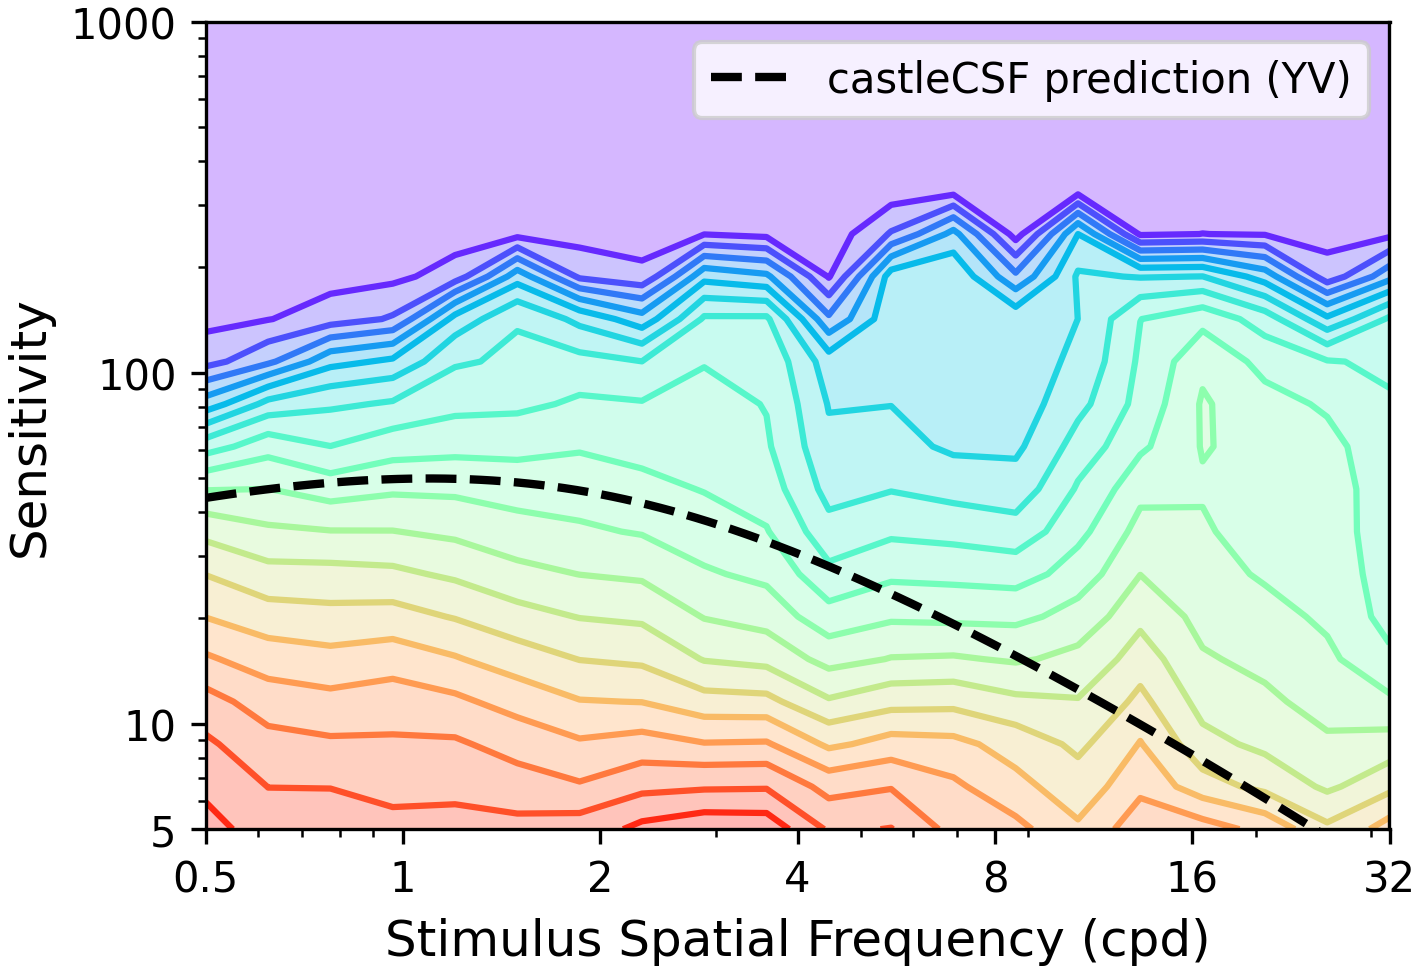 1000
castleCSF prediction (YV)
100
Sensitivity
10
5
0.5 1 2 4 8 16 32
Stimulus Spatial Frequency (cpd)